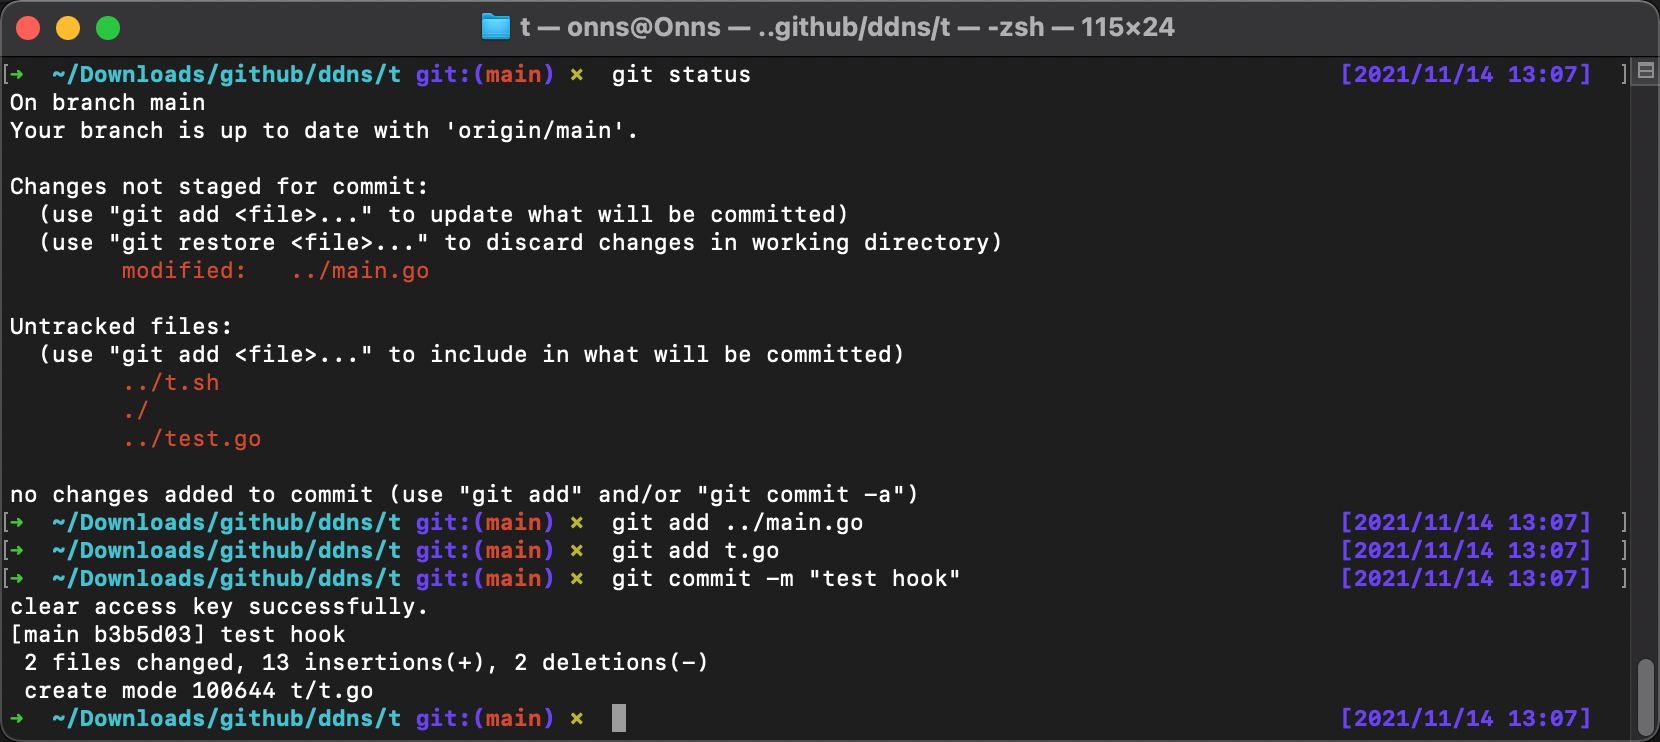 t — onns@Onns — ..github/ddns/t — -zsh — 115×24
[➜  ~/Downloads/github/ddns/t git:(main) ×  git status [2021/11/14 13:07] ]
On branch main
Your branch is up to date with 'origin/main'.
Changes not staged for commit:
(use "git add <file>..." to update what will be committed)
(use "git restore <file>..." to discard changes in working directory)
modified:   ../main.go
Untracked files:
(use "git add <file>..." to include in what will be committed)
../t.sh
./
../test.go
no changes added to commit (use "git add" and/or "git commit -a")
[➜  ~/Downloads/github/ddns/t git:(main) ×  git add ../main.go [2021/11/14 13:07] ]
[➜  ~/Downloads/github/ddns/t git:(main) ×  git add t.go [2021/11/14 13:07] ]
[➜  ~/Downloads/github/ddns/t git:(main) ×  git commit -m "test hook" [2021/11/14 13:07] ]
clear access key successfully.
[main b3b5d03] test hook
2 files changed, 13 insertions(+), 2 deletions(-)
create mode 100644 t/t.go
➜  ~/Downloads/github/ddns/t git:(main) × [2021/11/14 13:07]